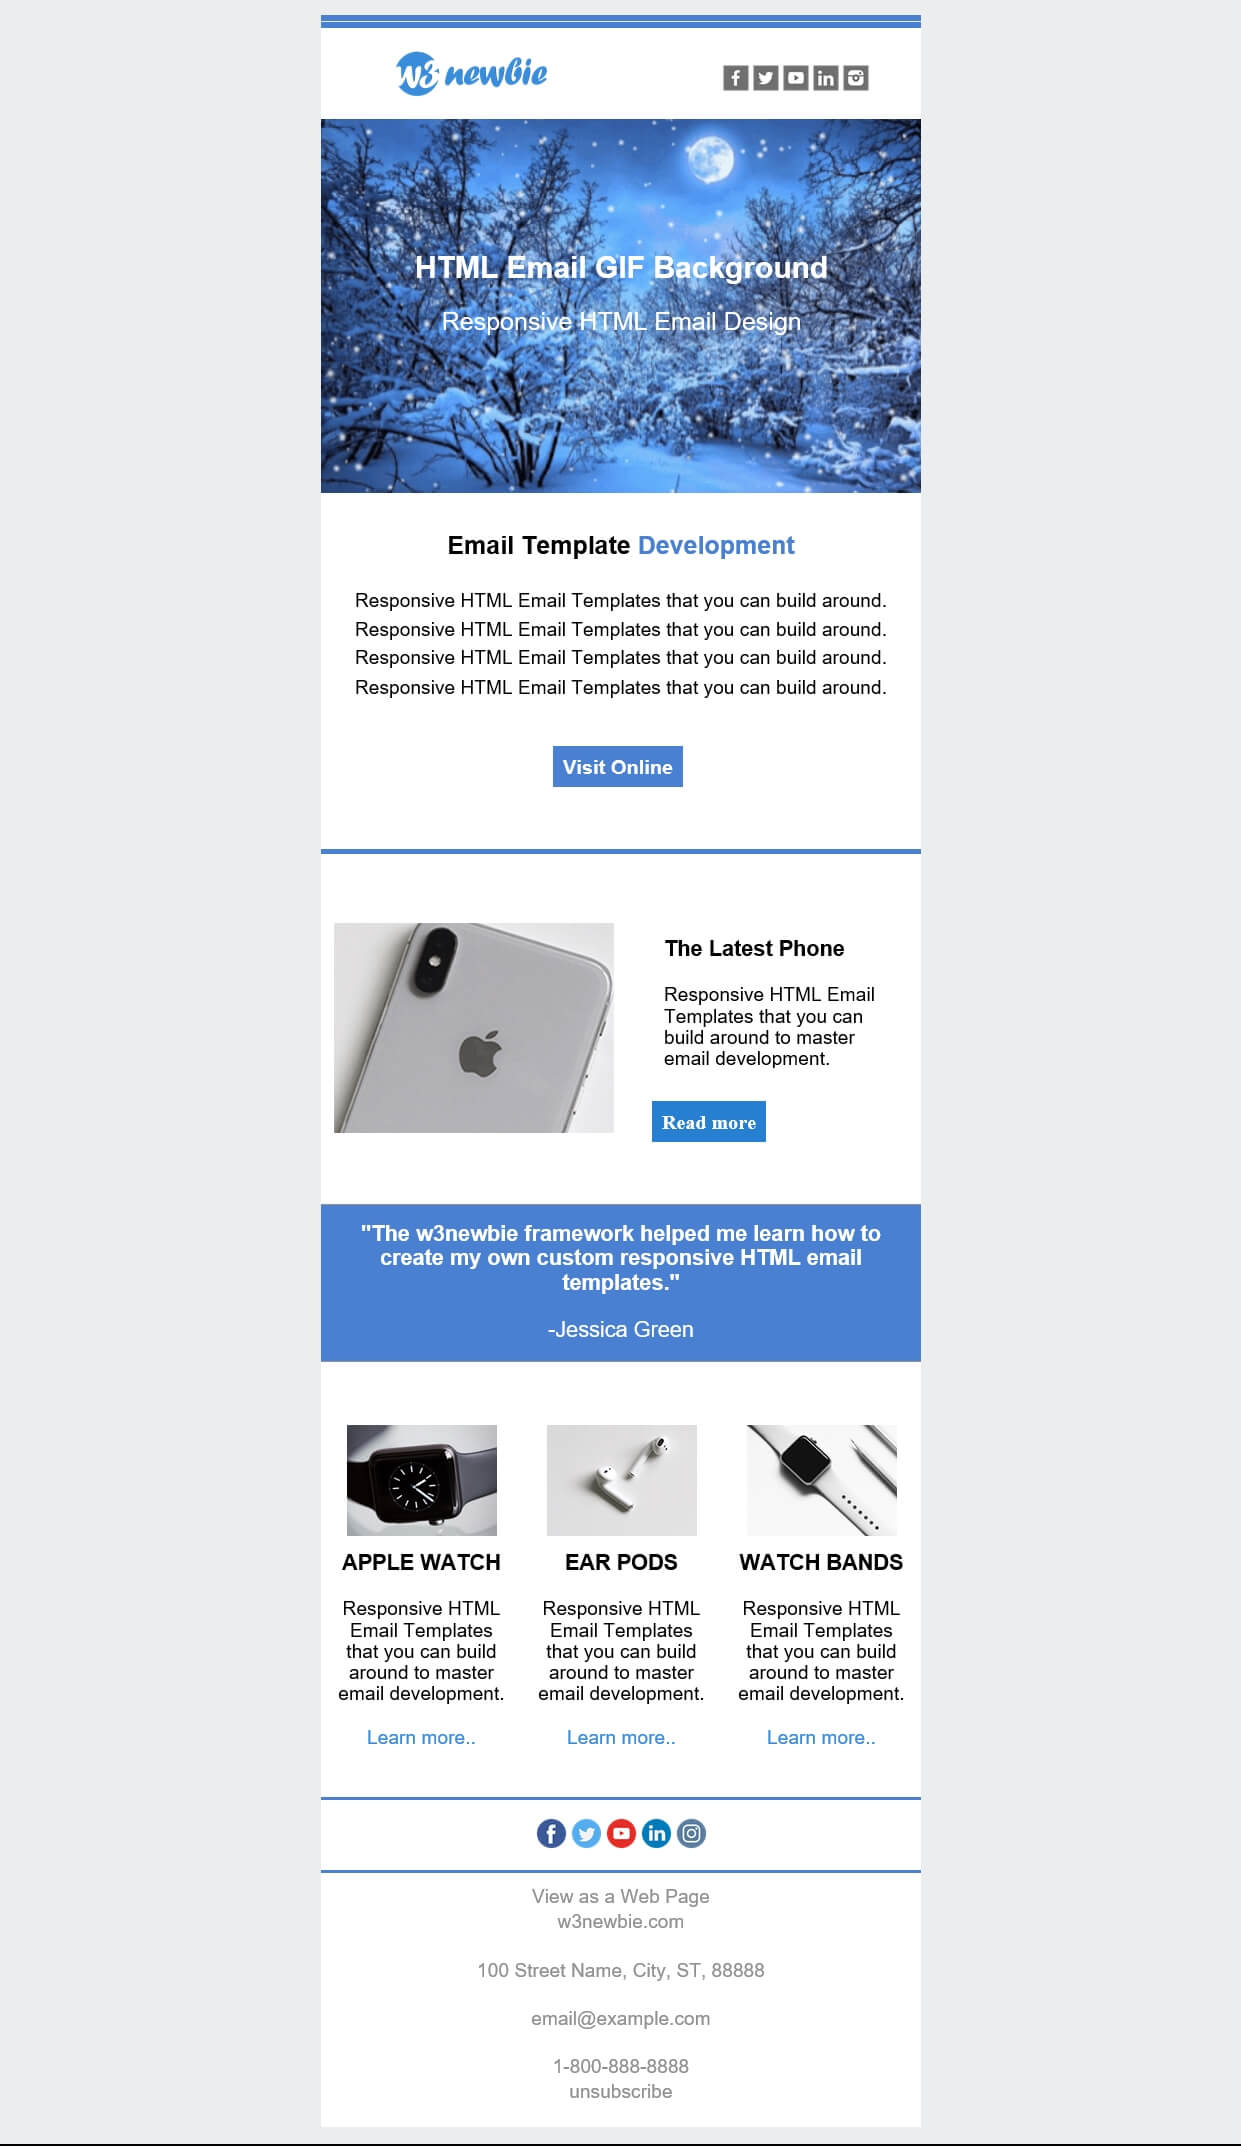 w3 newbie
HTML Email GIF Background
Responsive HTML Email Design
Email Template Development
Responsive HTML Email Templates that you can build around.
Responsive HTML Email Templates that you can build around.
Responsive HTML Email Templates that you can build around.
Responsive HTML Email Templates that you can build around.
Visit Online
The Latest Phone
Responsive HTML Email
Templates that you can
build around to master
email development.
Read more
"The w3newbie framework helped me learn how to
create my own custom responsive HTML email
templates."
-Jessica Green
APPLE WATCH
Responsive HTML
Email Templates
that you can build
around to master
email development.
Learn more..
EAR PODS
Responsive HTML
Email Templates
that you can build
around to master
email development.
Learn more..
WATCH BANDS
Responsive HTML
Email Templates
that you can build
around to master
email development.
Learn more..
View as a Web Page
w3newbie.com
100 Street Name, City, ST, 88888
email@example.com
1-800-888-8888
unsubscribe